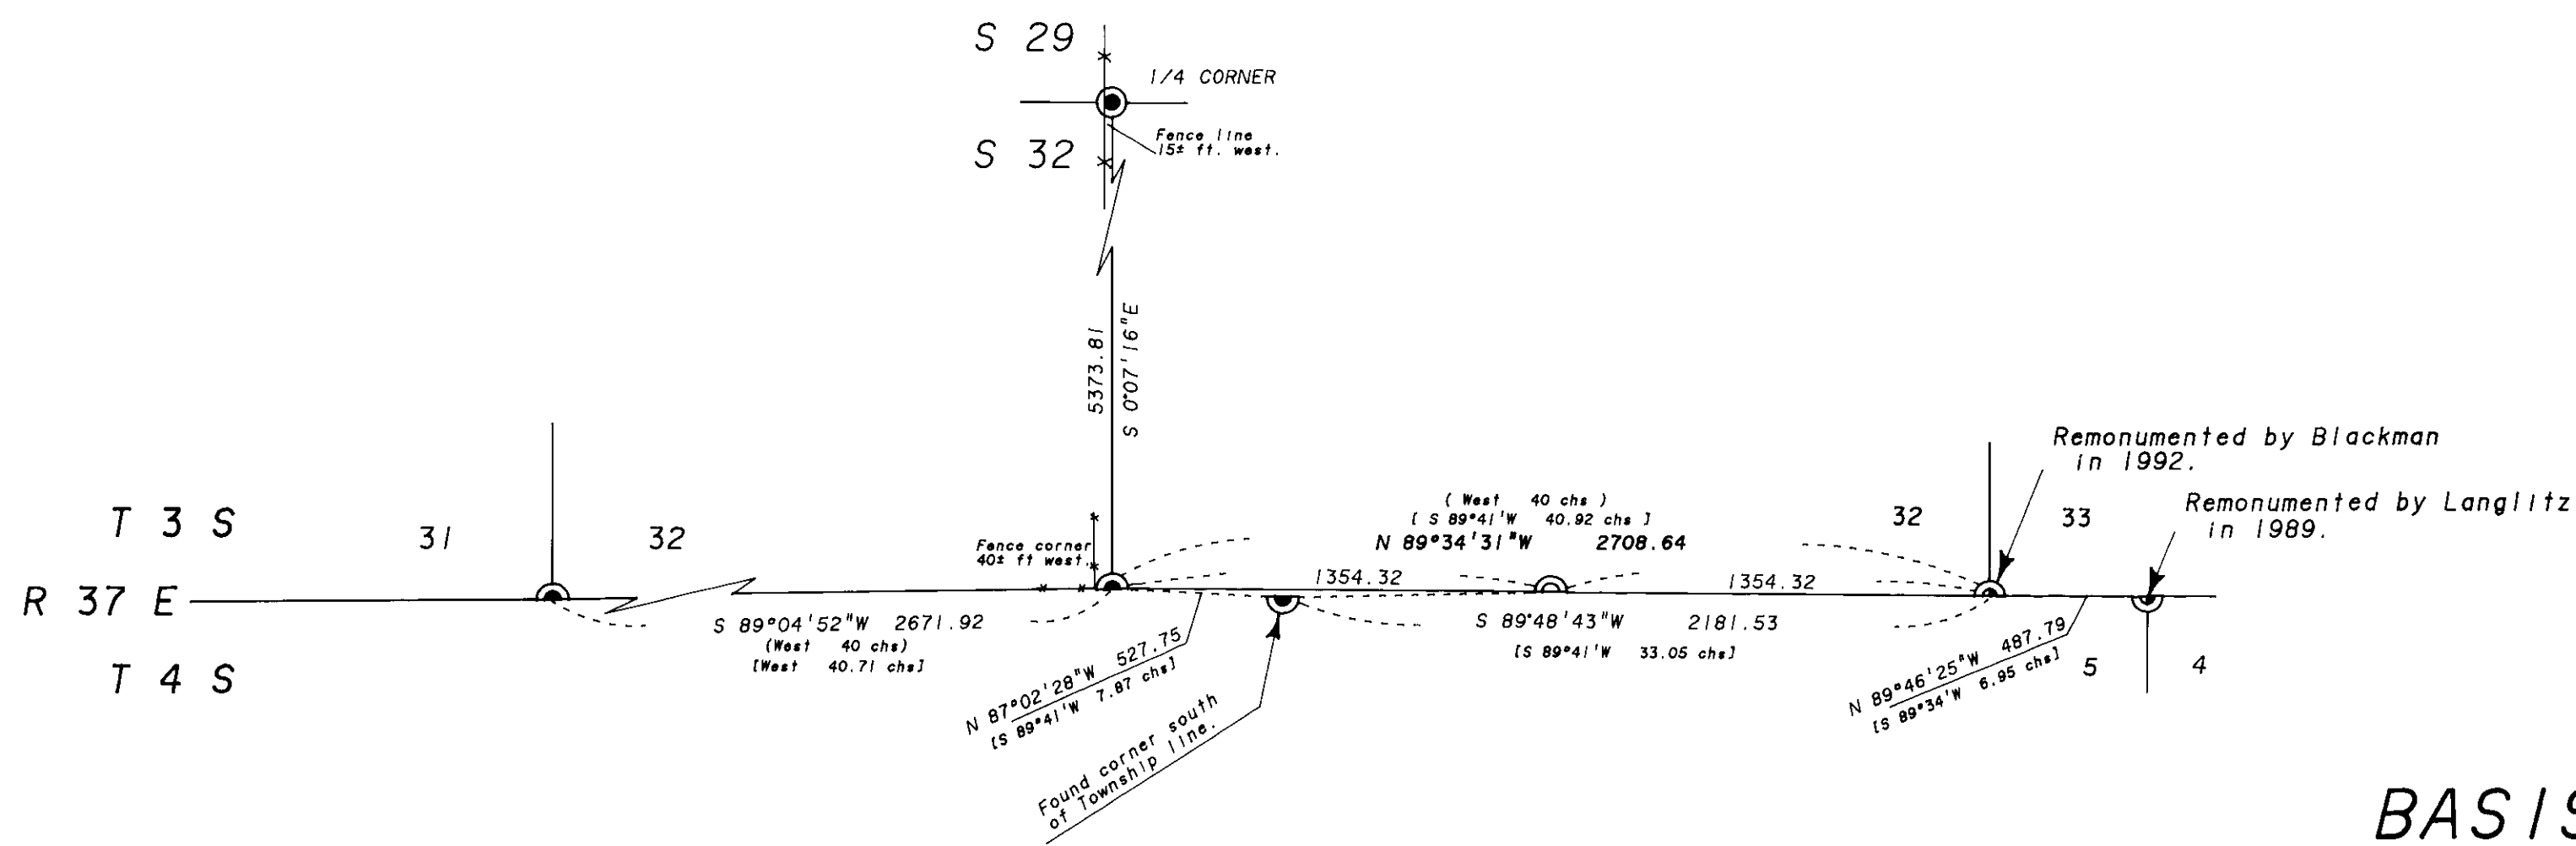 S 29
1/4 CORNER
Fence line
15± ft. west.
S 32
5373.81
S 0°07'16"E
Remonumented by Blackman
in 1992.
Remonumented by Langlitz
in 1989.
T 3 S
31
32
Fence corner
40± ft west.
( West 40 chs )
[ S 89°41'W 40.92 chs ]
N 89°34'31"W 2708.64
32
33
1354.32
1354.32
R 37 E
S 89°04'52"W 2671.92
(West 40 chs)
[West 40.71 chs]
S 89°48'43"W 2181.53
[S 89°41'W 33.05 chs]
T 4 S
N 87°02'28"W 527.75
[S 89°41'W 7.87 chs]
N 89°46'25"W 487.79
[S 89°34'W 6.95 chs]
5
4
Found corner south
of Township line.
BASIS